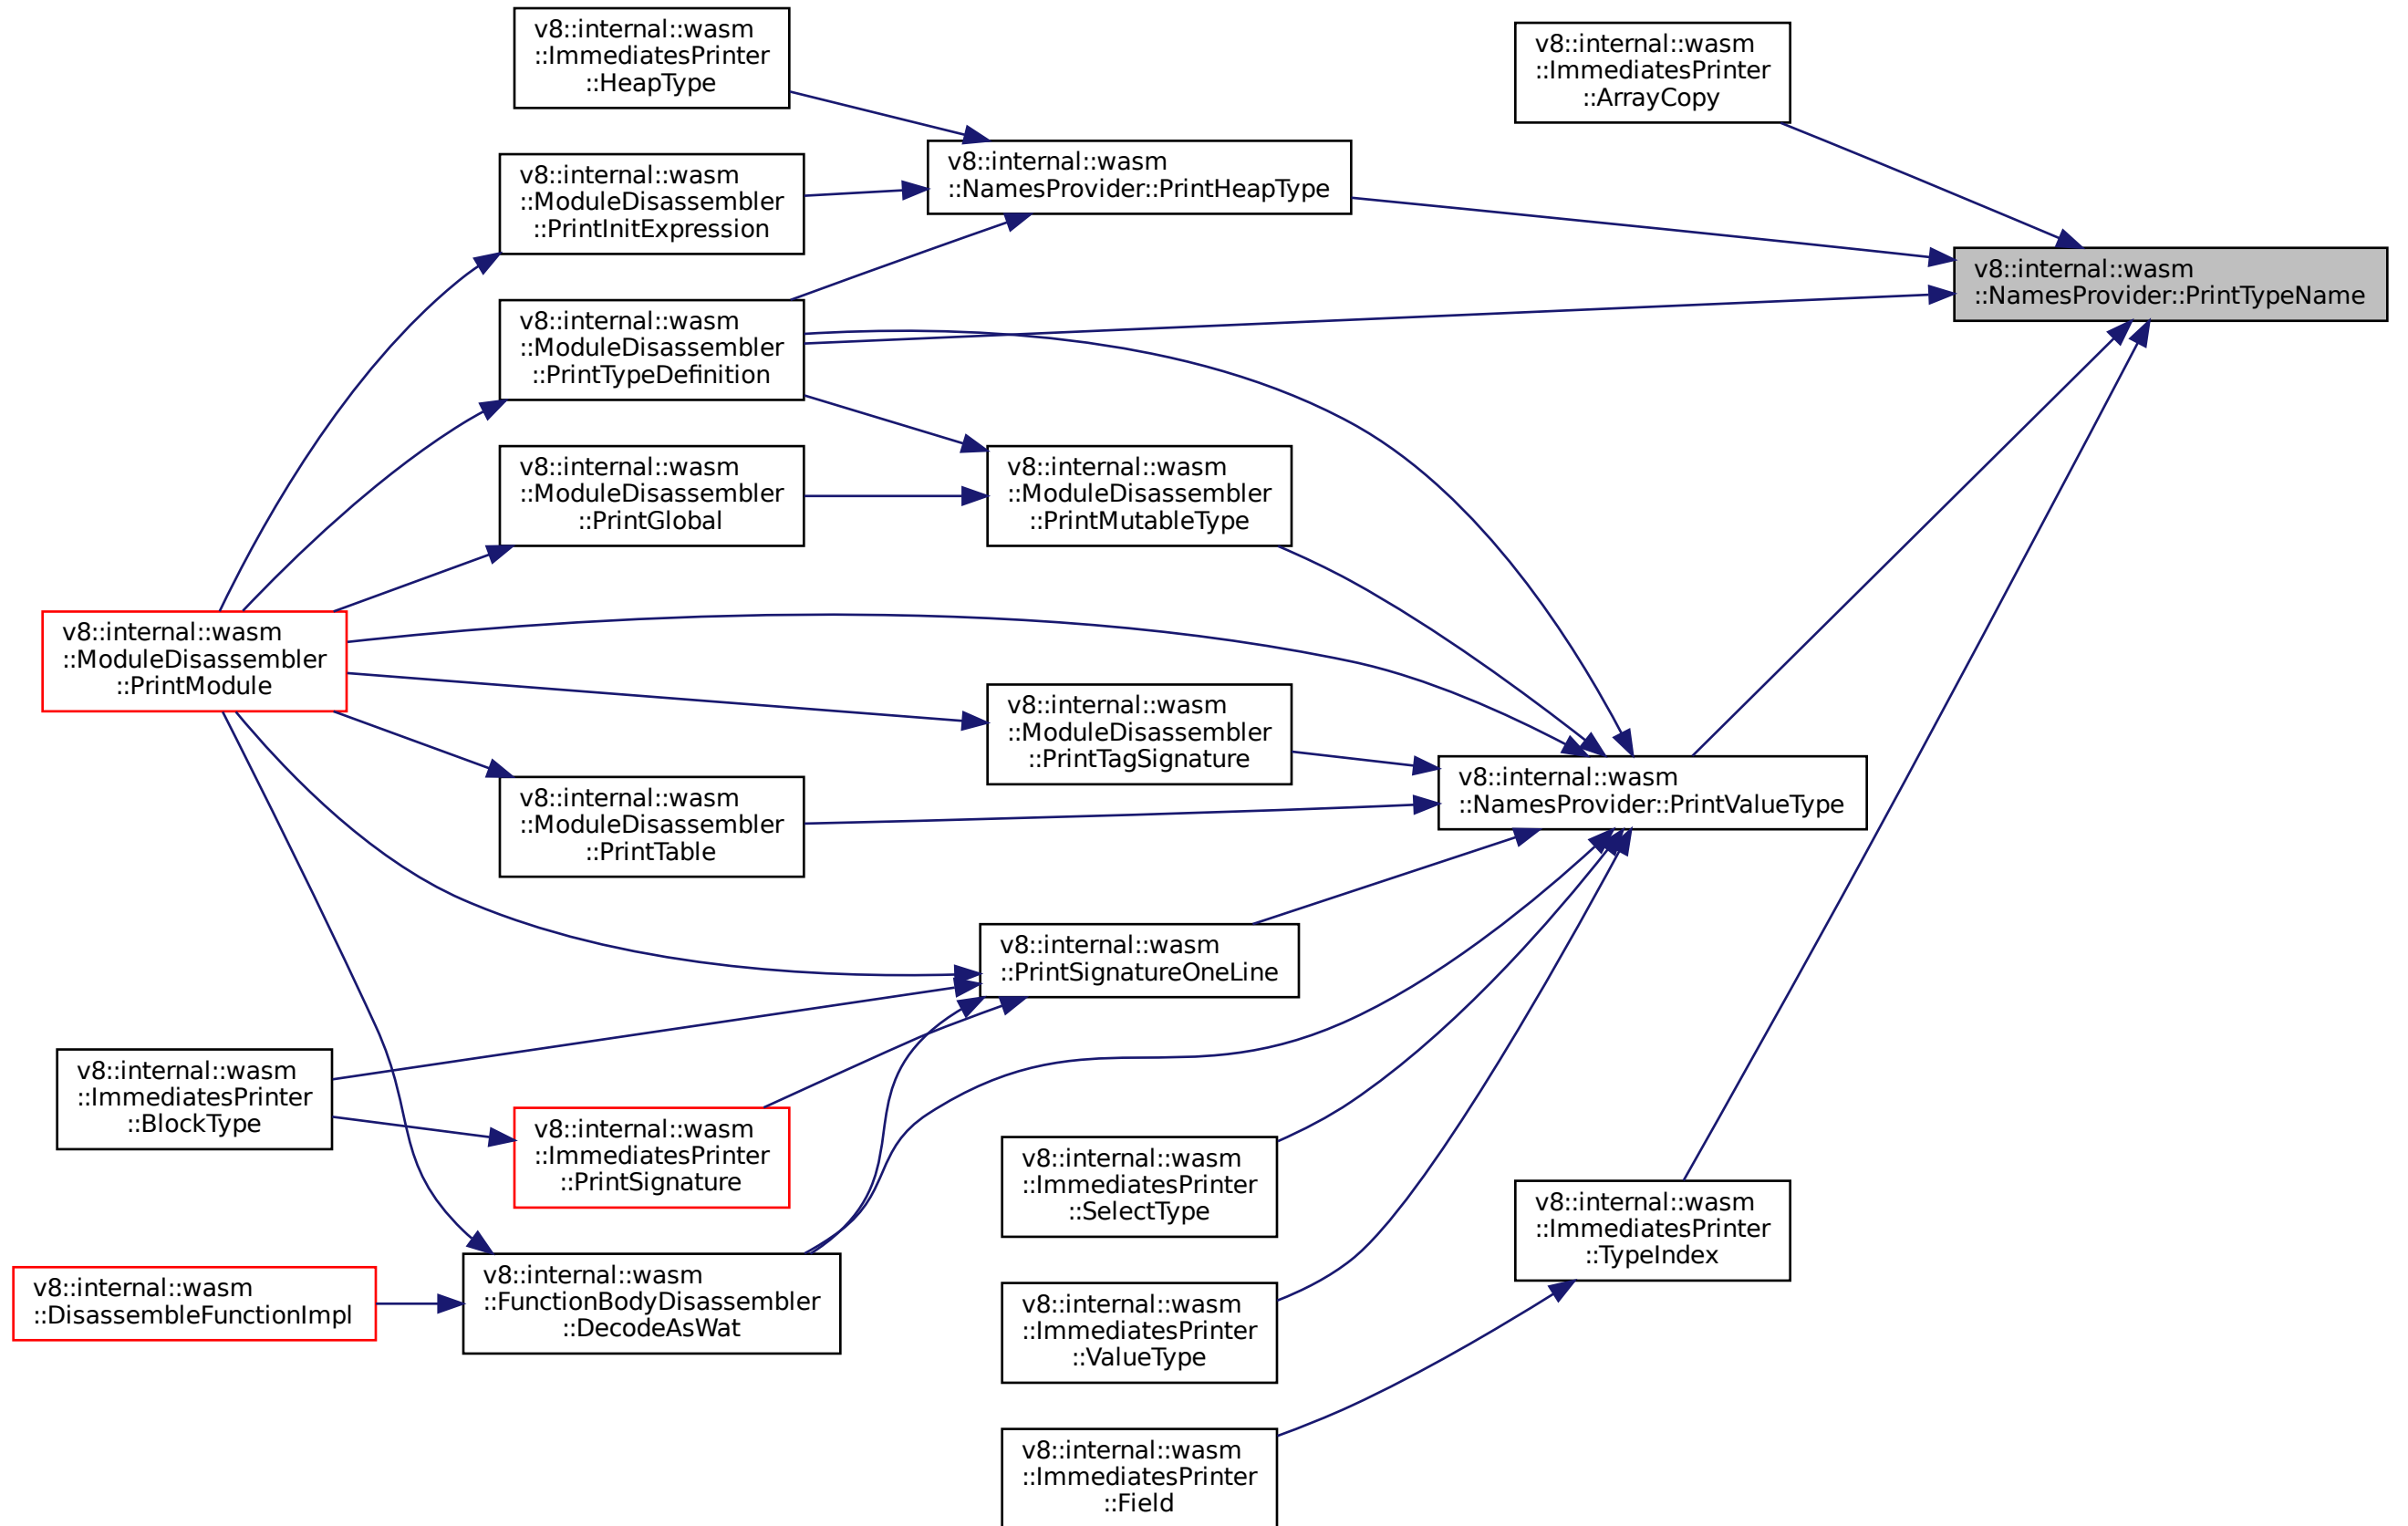 v8::internal::wasm
::ImmediatesPrinter
::HeapType
v8::internal::wasm
::ImmediatesPrinter
::ArrayCopy
v8::internal::wasm
::NamesProvider::PrintHeapType
v8::internal::wasm
::ModuleDisassembler
::PrintInitExpression
v8::internal::wasm
::NamesProvider::PrintTypeName
v8::internal::wasm
::ModuleDisassembler
::PrintTypeDefinition
v8::internal::wasm
::ModuleDisassembler
::PrintGlobal
v8::internal::wasm
::ModuleDisassembler
::PrintMutableType
v8::internal::wasm
::ModuleDisassembler
::PrintModule
v8::internal::wasm
::ModuleDisassembler
::PrintTagSignature
v8::internal::wasm
::NamesProvider::PrintValueType
v8::internal::wasm
::ModuleDisassembler
::PrintTable
v8::internal::wasm
::PrintSignatureOneLine
v8::internal::wasm
::ImmediatesPrinter
::BlockType
v8::internal::wasm
::ImmediatesPrinter
::PrintSignature
v8::internal::wasm
::ImmediatesPrinter
::SelectType
v8::internal::wasm
::ImmediatesPrinter
::TypeIndex
v8::internal::wasm
::DisassembleFunctionImpl
v8::internal::wasm
::FunctionBodyDisassembler
::DecodeAsWat
v8::internal::wasm
::ImmediatesPrinter
::ValueType
v8::internal::wasm
::ImmediatesPrinter
::Field